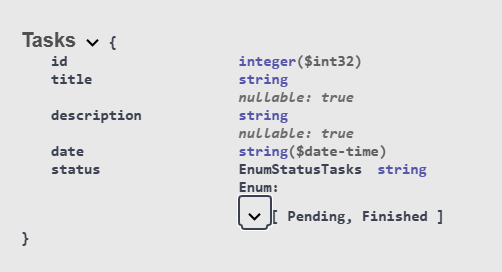 Tasks {
id integer($int32)
title string
nullable: true
description string
nullable: true
date string($date-time)
status EnumStatusTasks string
Enum:
[ Pending, Finished ]
}